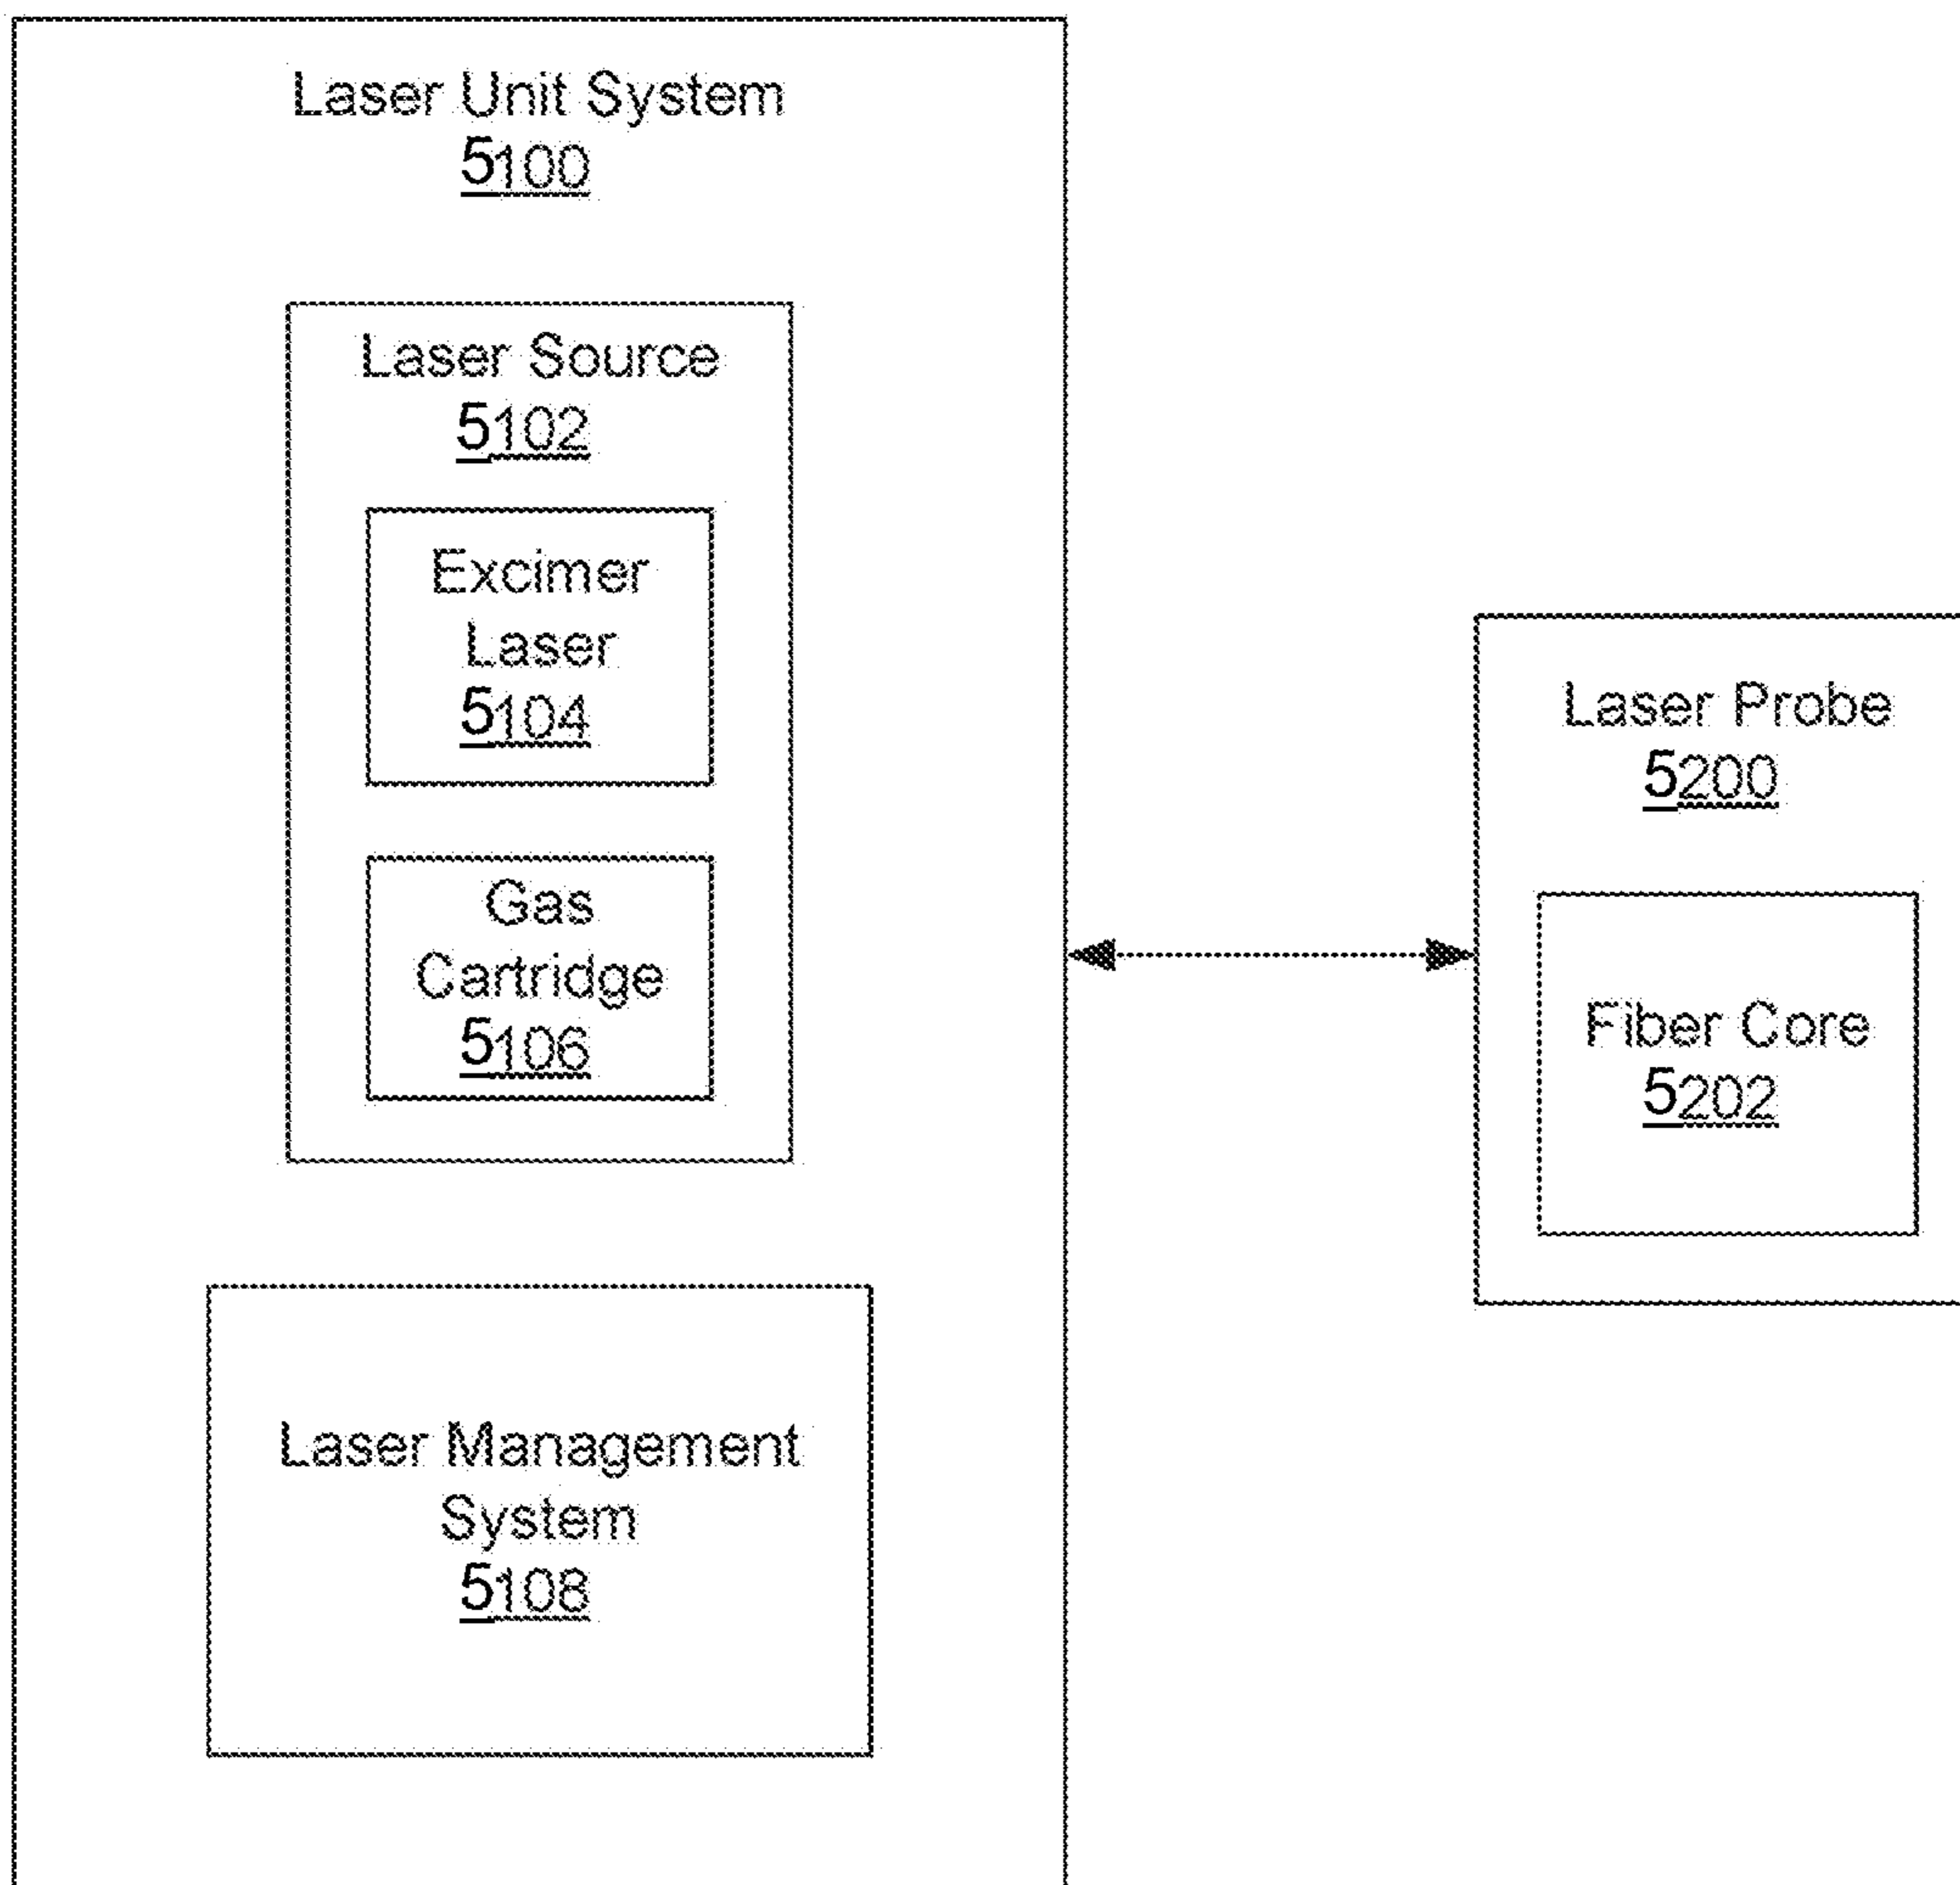 Laser Unit System
5100
Laser Source
5102
Excimer
Laser
5104
Gas
Cartridge
5106
Laser Management
System
5108
Laser Probe
5200
Fiber Core
5202